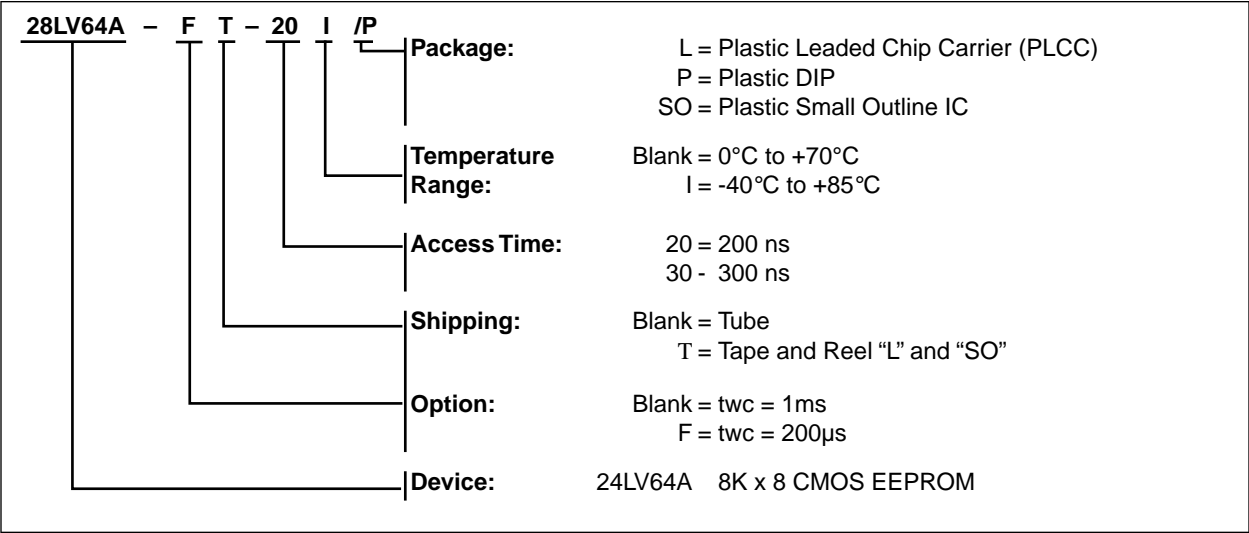 28LV64A – F T – 20 I /P
Package: L = Plastic Leaded Chip Carrier (PLCC)
P = Plastic DIP
SO = Plastic Small Outline IC
Temperature Blank = 0°C to +70°C
Range: I = -40°C to +85°C
Access Time: 20 = 200 ns
30 - 300 ns
Shipping: Blank = Tube
T = Tape and Reel “L” and “SO”
Option: Blank = twc = 1ms
F = twc = 200µs
Device: 24LV64A 8K x 8 CMOS EEPROM